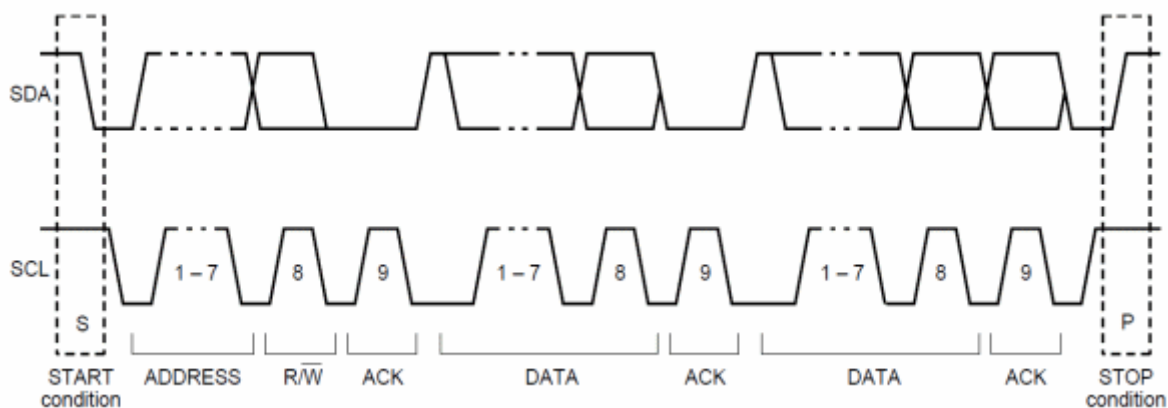 SDA
SCL
1 – 7 8 9 1 – 7 8 9 1 – 7 8 9
S P
START condition ADDRESS R/W̅ ACK DATA ACK DATA ACK STOP condition